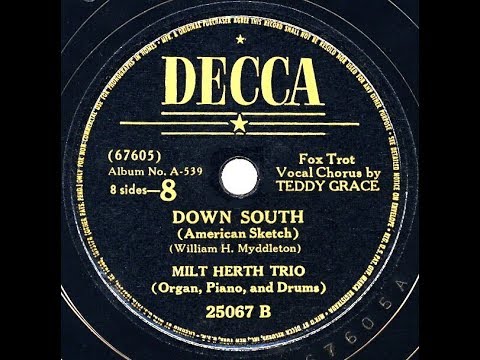 DECCA
(67605)
Album No. A-539
8 sides—8
Fox Trot
Vocal Chorus by
TEDDY GRACE
DOWN SOUTH
(American Sketch)
(William H. Myddleton)
MILT HERTH TRIO
(Organ, Piano, and Drums)
25067 B
67605A